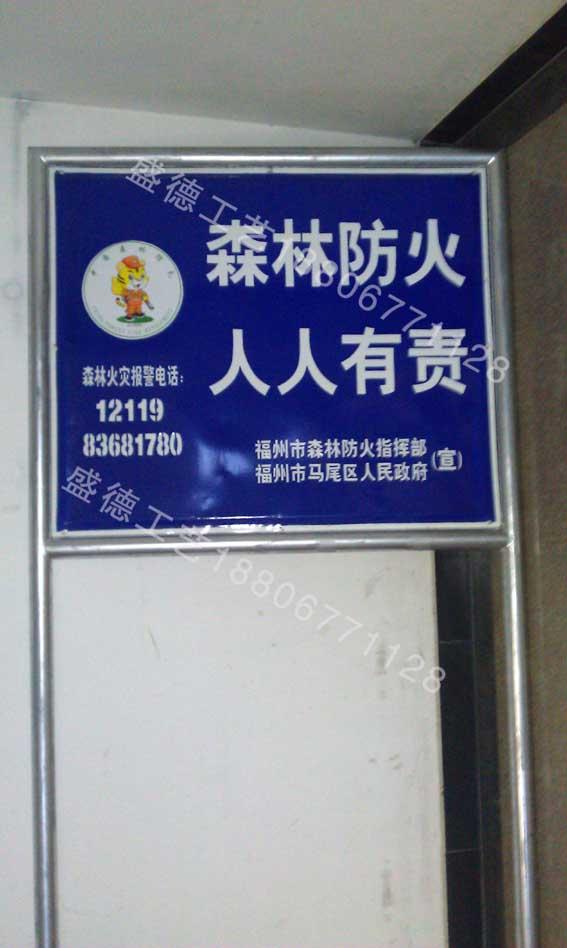 森林防火
人人有责
森林火灾报警电话:
12119
83681780
福州市森林防火指挥部
福州市马尾区人民政府
(宣)
盛德工艺18806771128
盛德工艺18806771128